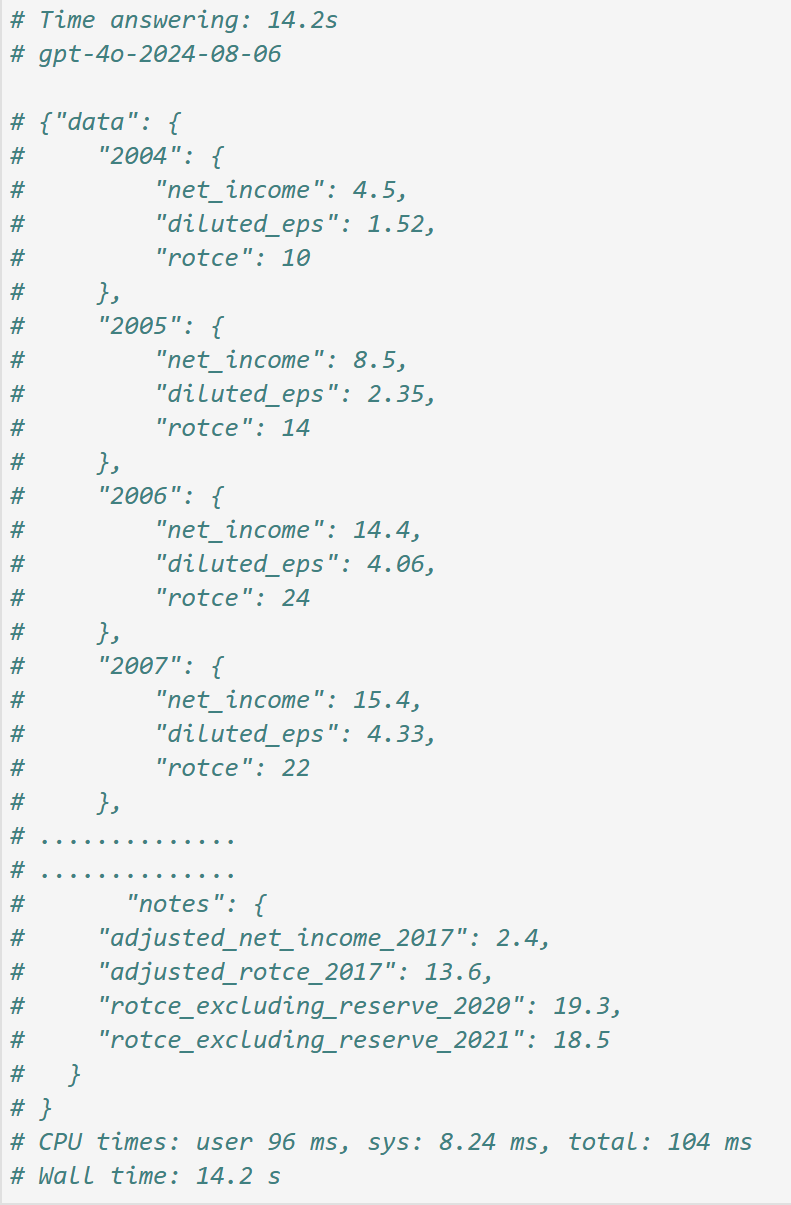 # Time answering: 14.2s
# gpt-4o-2024-08-06
# {"data": {
#     "2004": {
#         "net_income": 4.5,
#         "diluted_eps": 1.52,
#         "rotce": 10
#     },
#     "2005": {
#         "net_income": 8.5,
#         "diluted_eps": 2.35,
#         "rotce": 14
#     },
#     "2006": {
#         "net_income": 14.4,
#         "diluted_eps": 4.06,
#         "rotce": 24
#     },
#     "2007": {
#         "net_income": 15.4,
#         "diluted_eps": 4.33,
#         "rotce": 22
#     },
# ..............
# ..............
#       "notes": {
#     "adjusted_net_income_2017": 2.4,
#     "adjusted_rotce_2017": 13.6,
#     "rotce_excluding_reserve_2020": 19.3,
#     "rotce_excluding_reserve_2021": 18.5
#   }
# }
# CPU times: user 96 ms, sys: 8.24 ms, total: 104 ms
# Wall time: 14.2 s